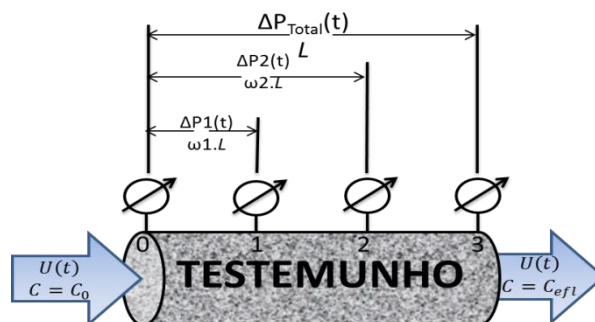 ΔP_Total(t)
L
ΔP2(t)
ω2.L
ΔP1(t)
ω1.L
0 1 2 3
U(t)
C = C_0
TESTEMUNHO
U(t)
C = C_efl